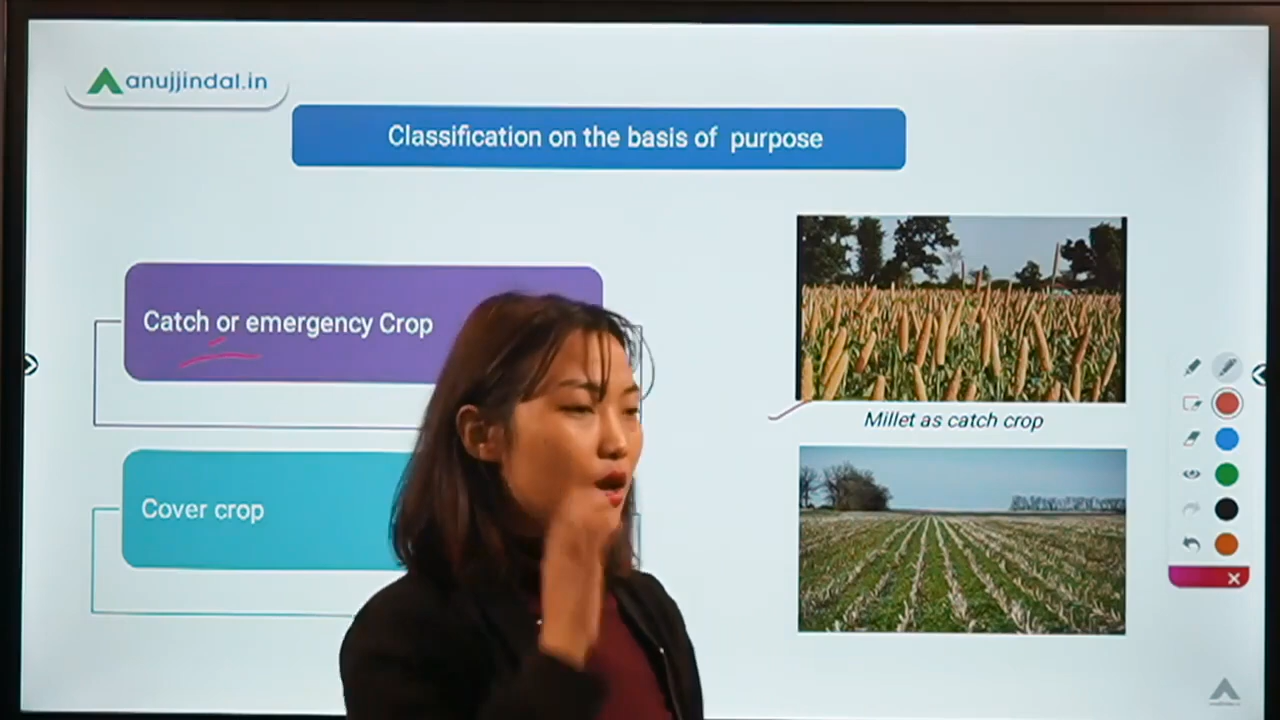 anujjindal.in
Classification on the basis of purpose
Catch or emergency Crop
Millet as catch crop
Cover crop